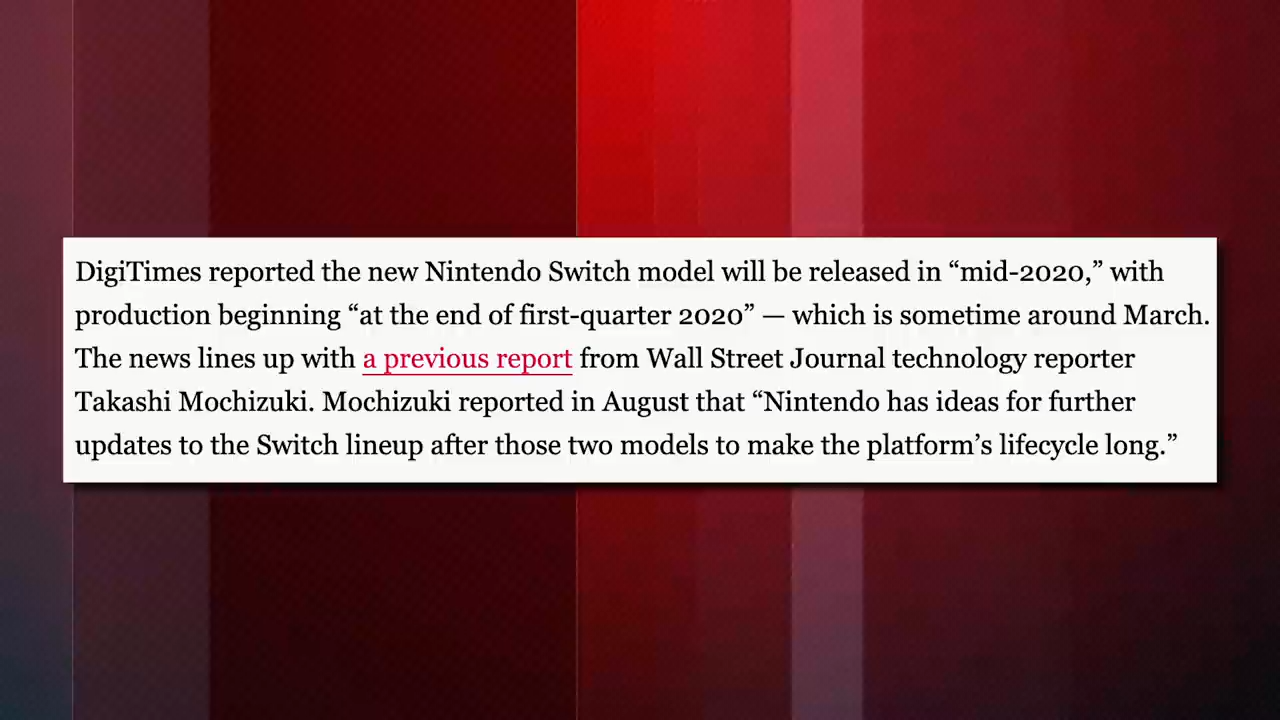 DigiTimes reported the new Nintendo Switch model will be released in “mid-2020,” with
production beginning “at the end of first-quarter 2020” — which is sometime around March.
The news lines up with a previous report from Wall Street Journal technology reporter
Takashi Mochizuki. Mochizuki reported in August that “Nintendo has ideas for further
updates to the Switch lineup after those two models to make the platform’s lifecycle long.”